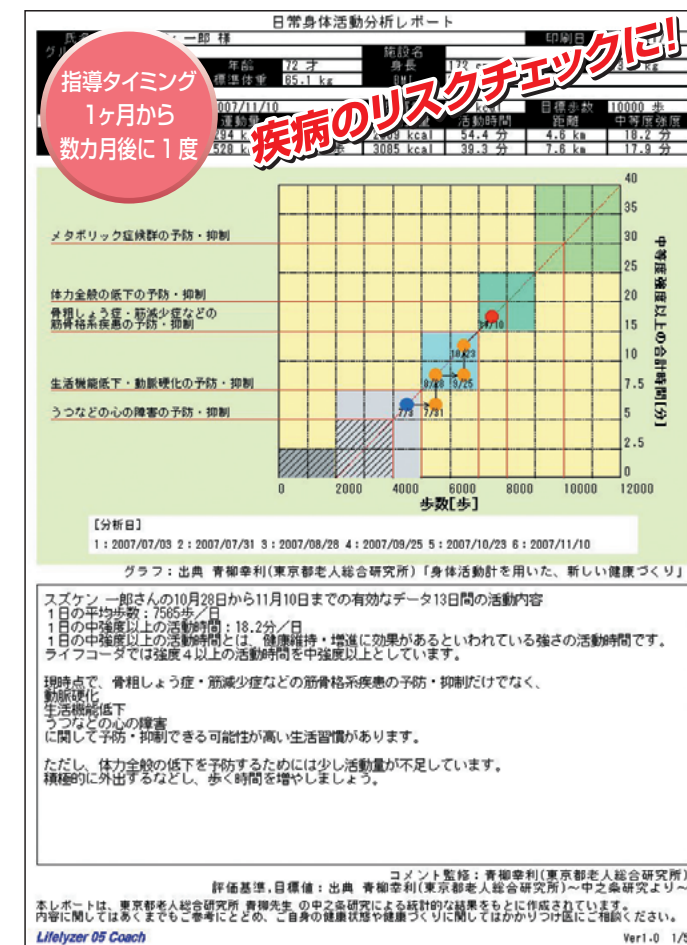 日常身体活動分析レポート
一郎 様
印刷日
施設名
年齢 72 才 身長 172
標準体重 65.1 kg BMI
指導タイミング
1ヶ月から
数カ月後に1度
疾病のリスクチェックに!
2007/11/10 目標歩数 10000 歩
運動量 活動時間 距離 中等度強度
294 kcal 54.4 分 4.6 km 18.2 分
528 3085 kcal 39.3 分 7.6 km 17.9 分
メタボリック症候群の予防・抑制
体力全般の低下の予防・抑制
骨粗しょう症・筋減少症などの
筋骨格系疾患の予防・抑制
生活機能低下・動脈硬化の予防・抑制
うつなどの心の障害の予防・抑制
40
35
30
25
20
15
10
7.5
5
2.5
0
中等度強度以上の合計時間[分]
11/10
10/23
8/28 9/25
7/3 7/31
0 2000 4000 6000 8000 10000 12000
歩数[歩]
【分析日】
1:2007/07/03 2:2007/07/31 3:2007/08/28 4:2007/09/25 5:2007/10/23 6:2007/11/10
グラフ:出典 青柳幸利(東京都老人総合研究所)「身体活動計を用いた、新しい健康づくり」
スズケン 一郎さんの10月28日から11月10日までの有効なデータ13日間の活動内容
1日の平均歩数:7585歩/日
1日の中強度以上の活動時間:18.2分/日
1日の中強度以上の活動時間とは、健康維持・増進に効果があるといわれている強さの活動時間です。
ライフコーダでは強度4以上の活動時間を中強度以上としています。
現時点で、骨粗しょう症・筋減少症などの筋骨格系疾患の予防・抑制だけでなく、
動脈硬化
生活機能低下
うつなどの心の障害
に関して予防・抑制できる可能性が高い生活習慣があります。
ただし、体力全般の低下を予防するためには少し活動量が不足しています。
積極的に外出するなどし、歩く時間を増やしましょう。
コメント監修:青柳幸利(東京都老人総合研究所)
評価基準,目標値:出典 青柳幸利(東京都老人総合研究所)~中之条研究より~
本レポートは、東京都老人総合研究所 青柳先生 の中之条研究による統計的な結果をもとに作成されています。
内容に関してはあくまでもご参考にとどめ、ご自身の健康状態や健康づくりに関してはかかりつけ医にご相談ください。
Lifelyzer 05 Coach Ver1.0 1/5